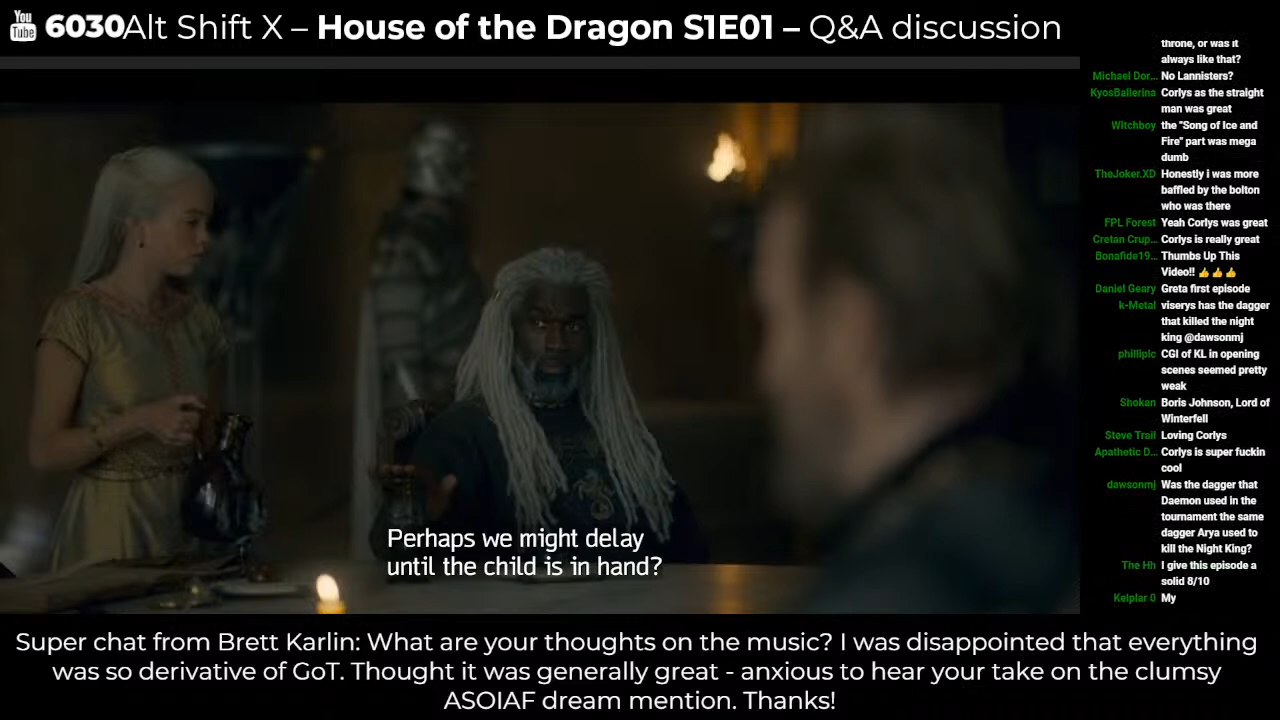 You
Tube
6030Alt Shift X – House of the Dragon S1E01 – Q&A discussion
throne, or was it
always like that?
Michael Dor... No Lannisters?
KyosBallerina Corlys as the straight
man was great
Witchboy the "Song of Ice and
Fire" part was mega
dumb
TheJoker.XD Honestly i was more
baffled by the bolton
who was there
FPL Forest Yeah Corlys was great
Cretan Crup... Corlys is really great
Bonafide19... Thumbs Up This
Video!! 👍👍👍
Daniel Geary Greta first episode
k-Metal viserys has the dagger
that killed the night
king @dawsonmj
philliplc CGI of KL in opening
scenes seemed pretty
weak
Shokan Boris Johnson, Lord of
Winterfell
Steve Trail Loving Corlys
Apathetic D... Corlys is super fuckin
cool
dawsonmj Was the dagger that
Daemon used in the
tournament the same
dagger Arya used to
kill the Night King?
The Hh I give this episode a
solid 8/10
Kelplar 0 My
Perhaps we might delay
until the child is in hand?
Super chat from Brett Karlin: What are your thoughts on the music? I was disappointed that everything
was so derivative of GoT. Thought it was generally great - anxious to hear your take on the clumsy
ASOIAF dream mention. Thanks!